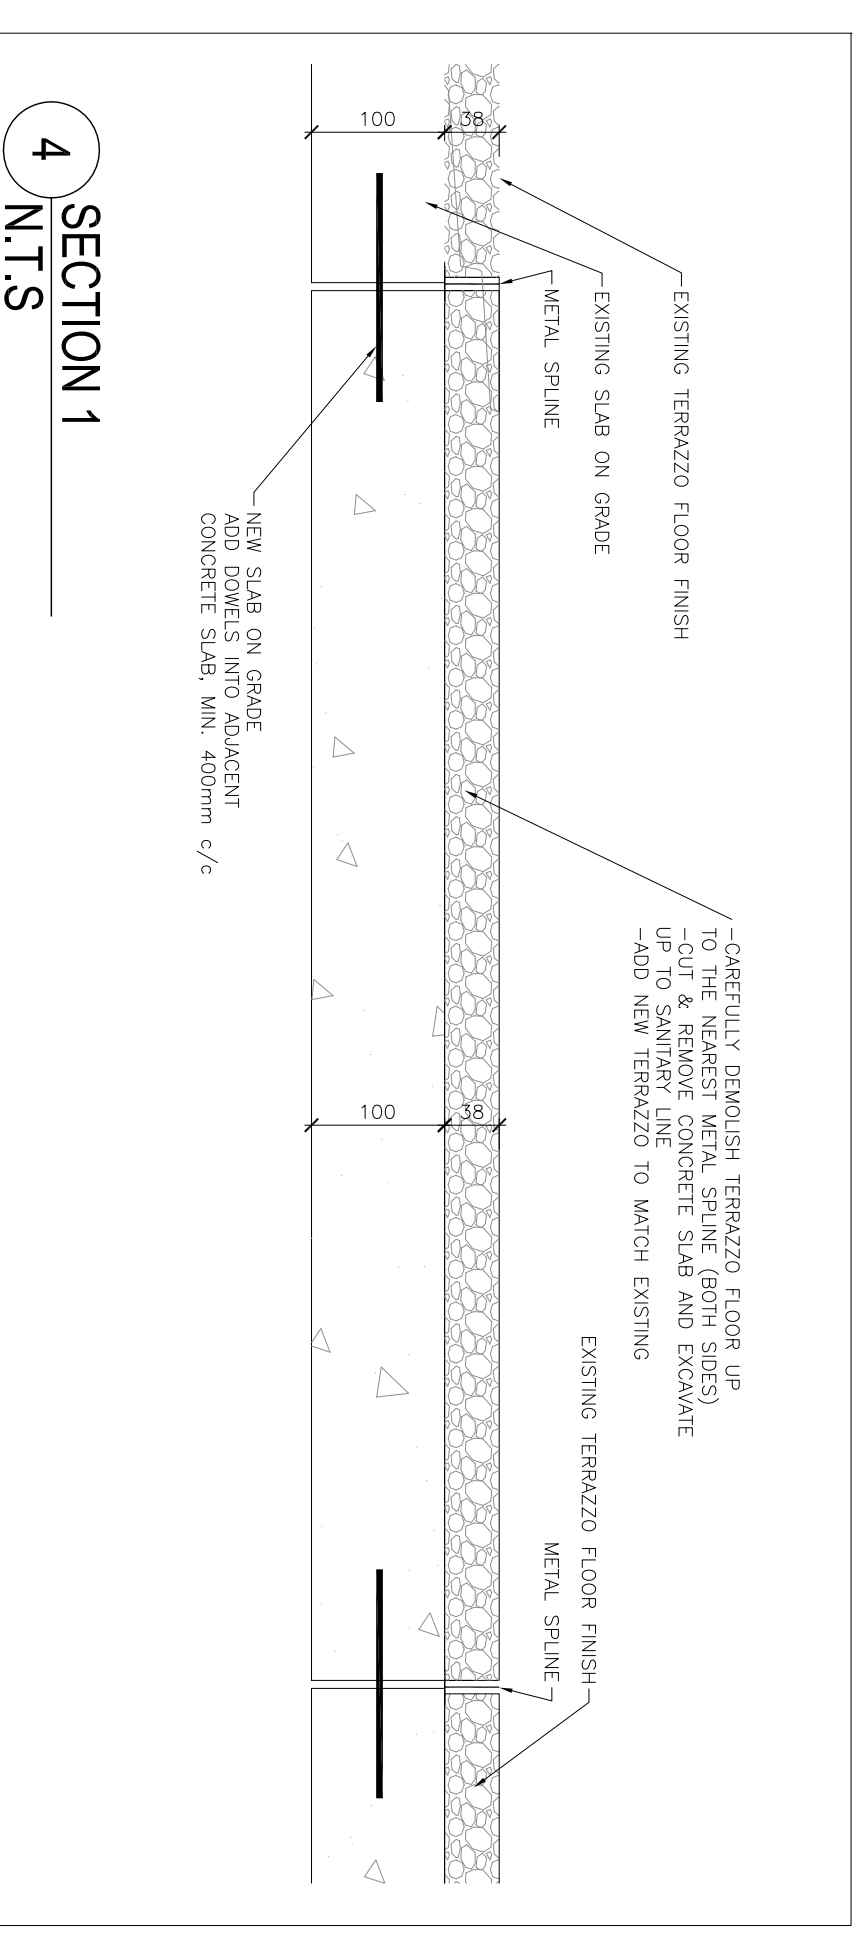 -CAREFULLY DEMOLISH TERRAZZO FLOOR UP
TO THE NEAREST METAL SPLINE (BOTH SIDES)
-CUT & REMOVE CONCRETE SLAB AND EXCAVATE
UP TO SANITARY LINE
-ADD NEW TERRAZZO TO MATCH EXISTING
EXISTING TERRAZZO FLOOR FINISH
EXISTING SLAB ON GRADE
METAL SPLINE
EXISTING TERRAZZO FLOOR FINISH
METAL SPLINE
38
100
38
100
NEW SLAB ON GRADE
ADD DOWELS INTO ADJACENT
CONCRETE SLAB, MIN. 400mm c/c
4
SECTION 1
N.T.S